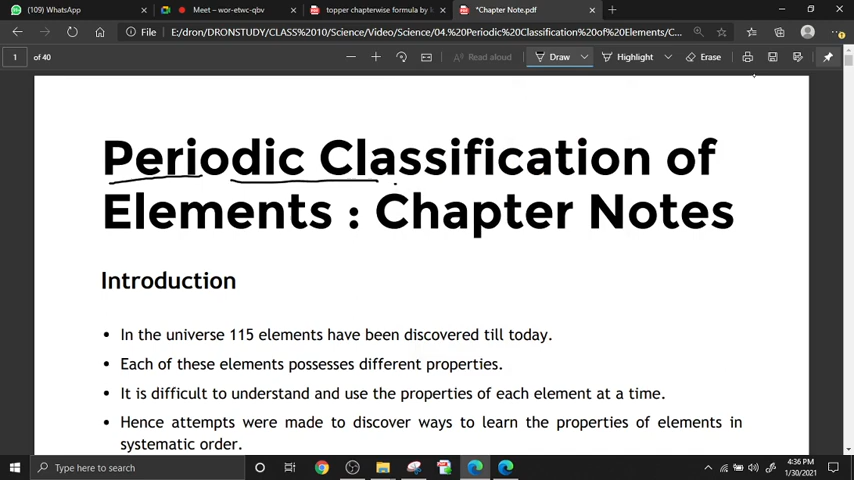 (109) WhatsApp
Meet – wor-etwc-qbv
topper chapterwise formula by k
*Chapter Note.pdf
File
E:/dron/DRONSTUDY/CLASS%2010/Science/Video/Science/04.%20Periodic%20Classification%20of%20Elements/C...
1 of 40
Read aloud
Draw
Highlight
Erase
Periodic Classification of
Elements : Chapter Notes
Introduction
• In the universe 115 elements have been discovered till today.
• Each of these elements possesses different properties.
• It is difficult to understand and use the properties of each element at a time.
• Hence attempts were made to discover ways to learn the properties of elements in
systematic order.
Type here to search
4:36 PM
1/30/2021